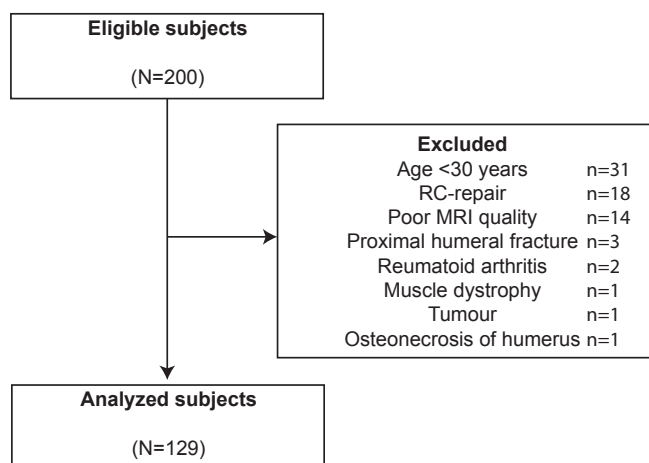 Eligible subjects
(N=200)
Excluded
Age <30 years n=31
RC-repair n=18
Poor MRI quality n=14
Proximal humeral fracture n=3
Reumatoid arthritis n=2
Muscle dystrophy n=1
Tumour n=1
Osteonecrosis of humerus n=1
Analyzed subjects
(N=129)